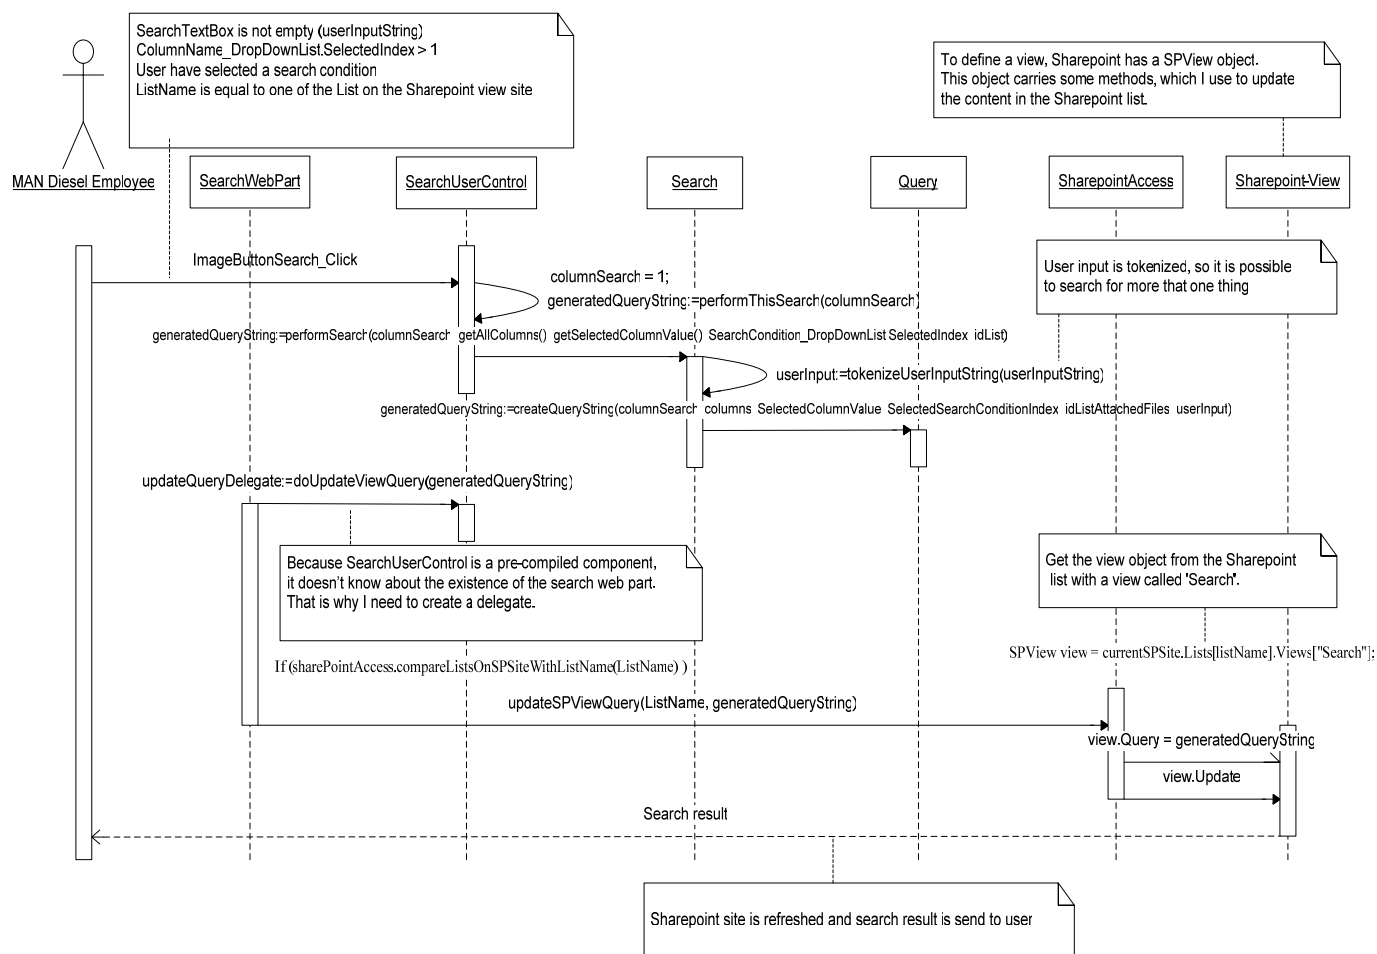 SearchTextBox is not empty (userInputString)
ColumnName_DropDownList.SelectedIndex > 1
User have selected a search condition
ListName is equal to one of the List on the Sharepoint view site
To define a view, Sharepoint has a SPView object.
This object carries some methods, which I use to update
the content in the Sharepoint list.
MAN Diesel Employee
SearchWebPart
SearchUserControl
Search
Query
SharepointAccess
Sharepoint-View
ImageButtonSearch_Click
User input is tokenized, so it is possible
to search for more that one thing
columnSearch = 1;
generatedQueryString:=performThisSearch(columnSearch)
generatedQueryString:=performSearch(columnSearch getAllColumns() getSelectedColumnValue() SearchCondition_DropDownList SelectedIndex idList)
userInput:=tokenizeUserInputString(userInputString)
generatedQueryString:=createQueryString(columnSearch columns SelectedColumnValue SelectedSearchConditionIndex idListAttachedFiles userInput)
updateQueryDelegate:=doUpdateViewQuery(generatedQueryString)
Because SearchUserControl is a pre-compiled component,
it doesn't know about the existence of the search web part.
That is why I need to create a delegate.
Get the view object from the Sharepoint
list with a view called 'Search'.
If (sharePointAccess.compareListsOnSPSiteWithListName(ListName) )
SPView view = currentSPSite.Lists[listName].Views["Search"];
updateSPViewQuery(ListName, generatedQueryString)
view.Query = generatedQueryString
view.Update
Search result
Sharepoint site is refreshed and search result is send to user